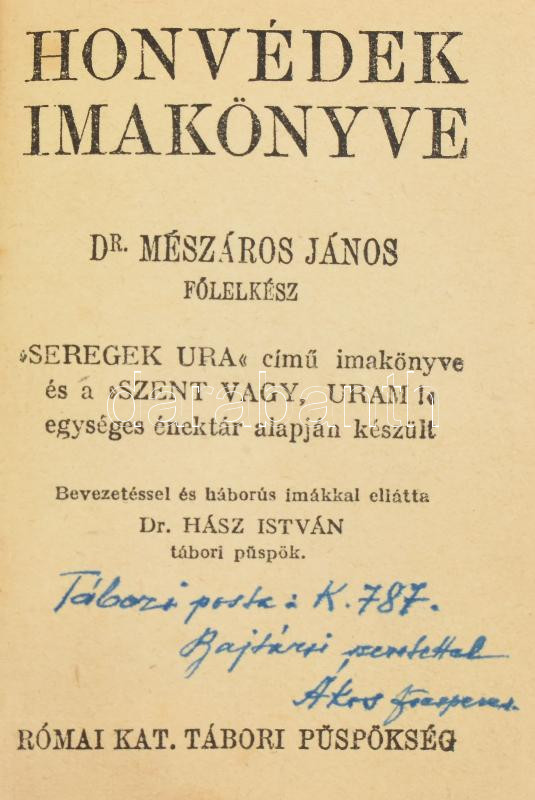 HONVÉDEK
IMAKÖNYVE
DR. MÉSZÁROS JÁNOS
FŐLELKÉSZ
»SEREGEK URA« című imakönyve
és a »SZENT VAGY, URAM!«
darabanth
egységes énektár alapján készült
Bevezetéssel és háborús imákkal ellátta
Dr. HÁSZ ISTVÁN
tábori püspök.
Tábori posta: K. 787.
Bajtársi szeretettel
Ákos
RÓMAI KAT. TÁBORI PÜSPÖKSÉG